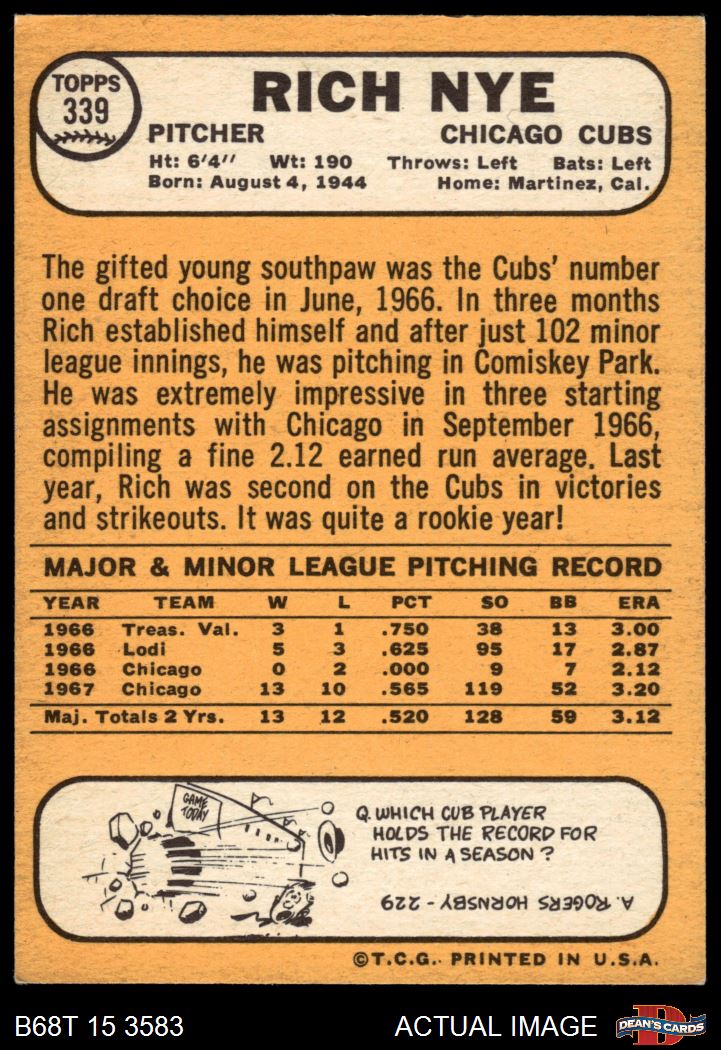 TOPPS
339
RICH NYE
PITCHER CHICAGO CUBS
Ht: 6'4" Wt: 190 Throws: Left Bats: Left
Born: August 4, 1944 Home: Martinez, Cal.
The gifted young southpaw was the Cubs' number
one draft choice in June, 1966. In three months
Rich established himself and after just 102 minor
league innings, he was pitching in Comiskey Park.
He was extremely impressive in three starting
assignments with Chicago in September 1966,
compiling a fine 2.12 earned run average. Last
year, Rich was second on the Cubs in victories
and strikeouts. It was quite a rookie year!
MAJOR & MINOR LEAGUE PITCHING RECORD
YEAR TEAM W L PCT SO BB ERA
1966 Treas. Val. 3 1 .750 38 13 3.00
1966 Lodi 5 3 .625 95 17 2.87
1966 Chicago 0 2 .000 9 7 2.12
1967 Chicago 13 10 .565 119 52 3.20
Maj. Totals 2 Yrs. 13 12 .520 128 59 3.12
GAME
TODAY
Q. WHICH CUB PLAYER
HOLDS THE RECORD FOR
HITS IN A SEASON?
A. ROGERS HORNSBY - 229
©T.C.G. PRINTED IN U.S.A.
B68T 15 3583 ACTUAL IMAGE D DEAN'S CARDS